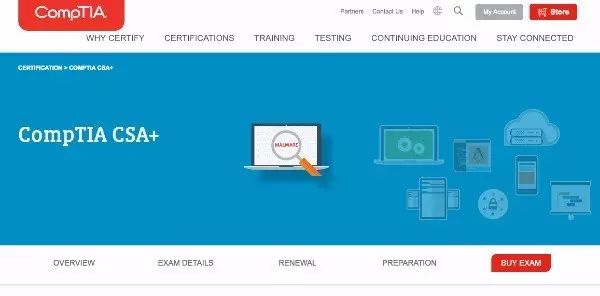 CompTIA.
Partners Contact Us Help My Account Store
WHY CERTIFY CERTIFICATIONS TRAINING TESTING CONTINUING EDUCATION STAY CONNECTED
CERTIFICATION > COMPTIA CSA+
CompTIA CSA+
MALWARE
OVERVIEW EXAM DETAILS RENEWAL PREPARATION BUY EXAM